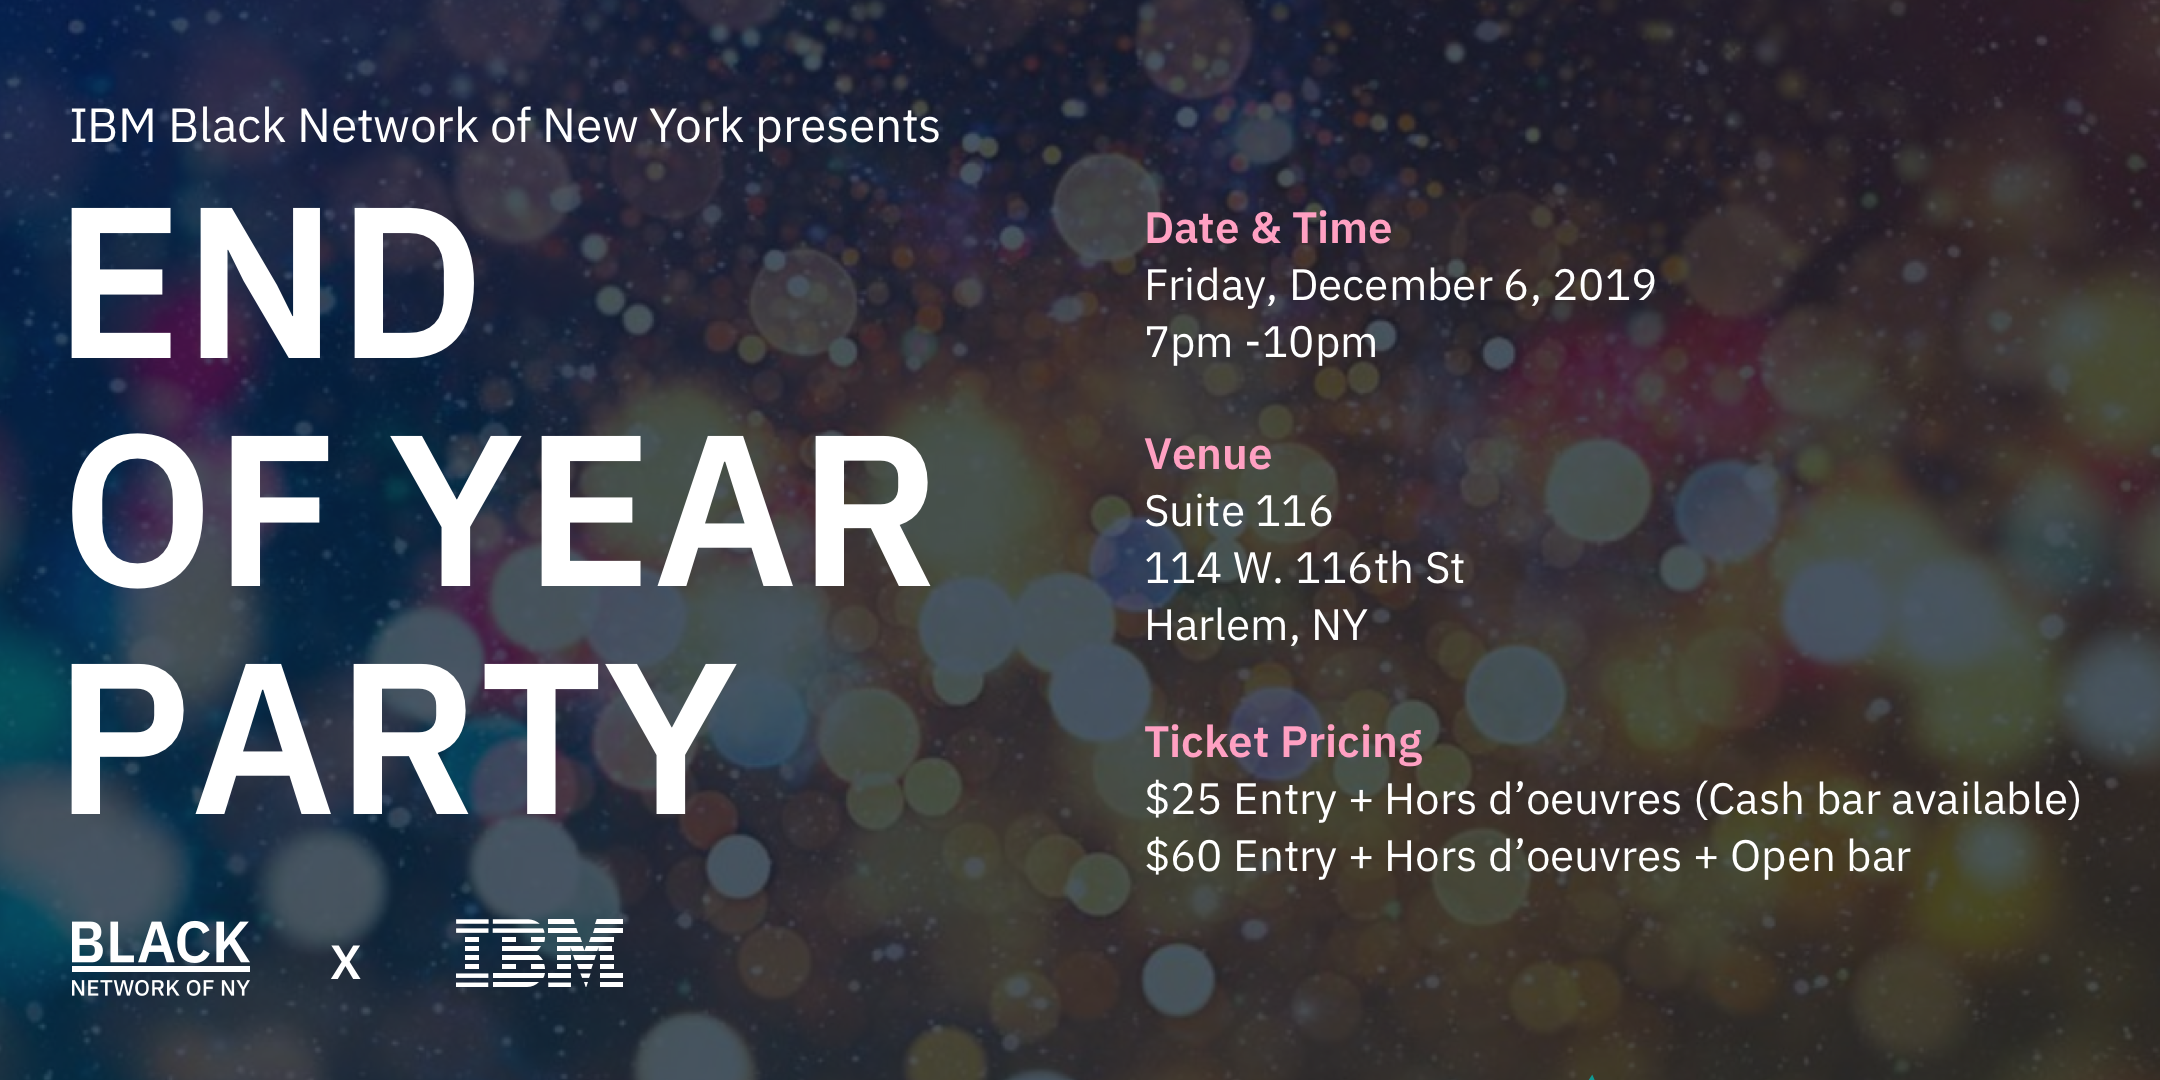 IBM Black Network of New York presents
END
OF YEAR
PARTY
Date & Time
Friday, December 6, 2019
7pm -10pm
Venue
Suite 116
114 W. 116th St
Harlem, NY
Ticket Pricing
$25 Entry + Hors d’oeuvres (Cash bar available)
$60 Entry + Hors d’oeuvres + Open bar
BLACK
NETWORK OF NY
X
IBM